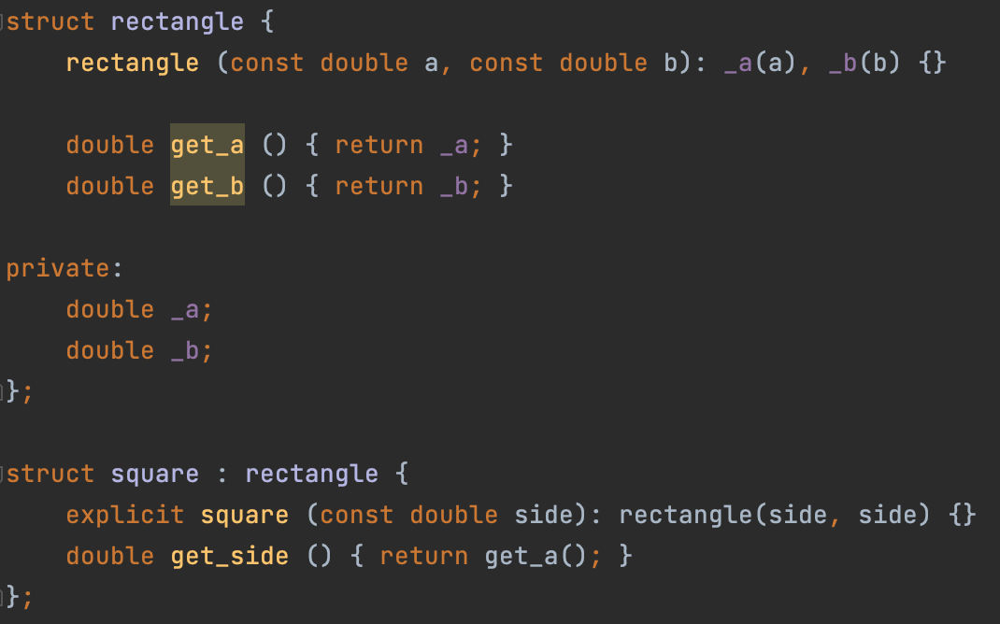 struct rectangle {
    rectangle (const double a, const double b): _a(a), _b(b) {}
    double get_a () { return _a; }
    double get_b () { return _b; }
private:
    double _a;
    double _b;
};
struct square : rectangle {
    explicit square (const double side): rectangle(side, side) {}
    double get_side () { return get_a(); }
};